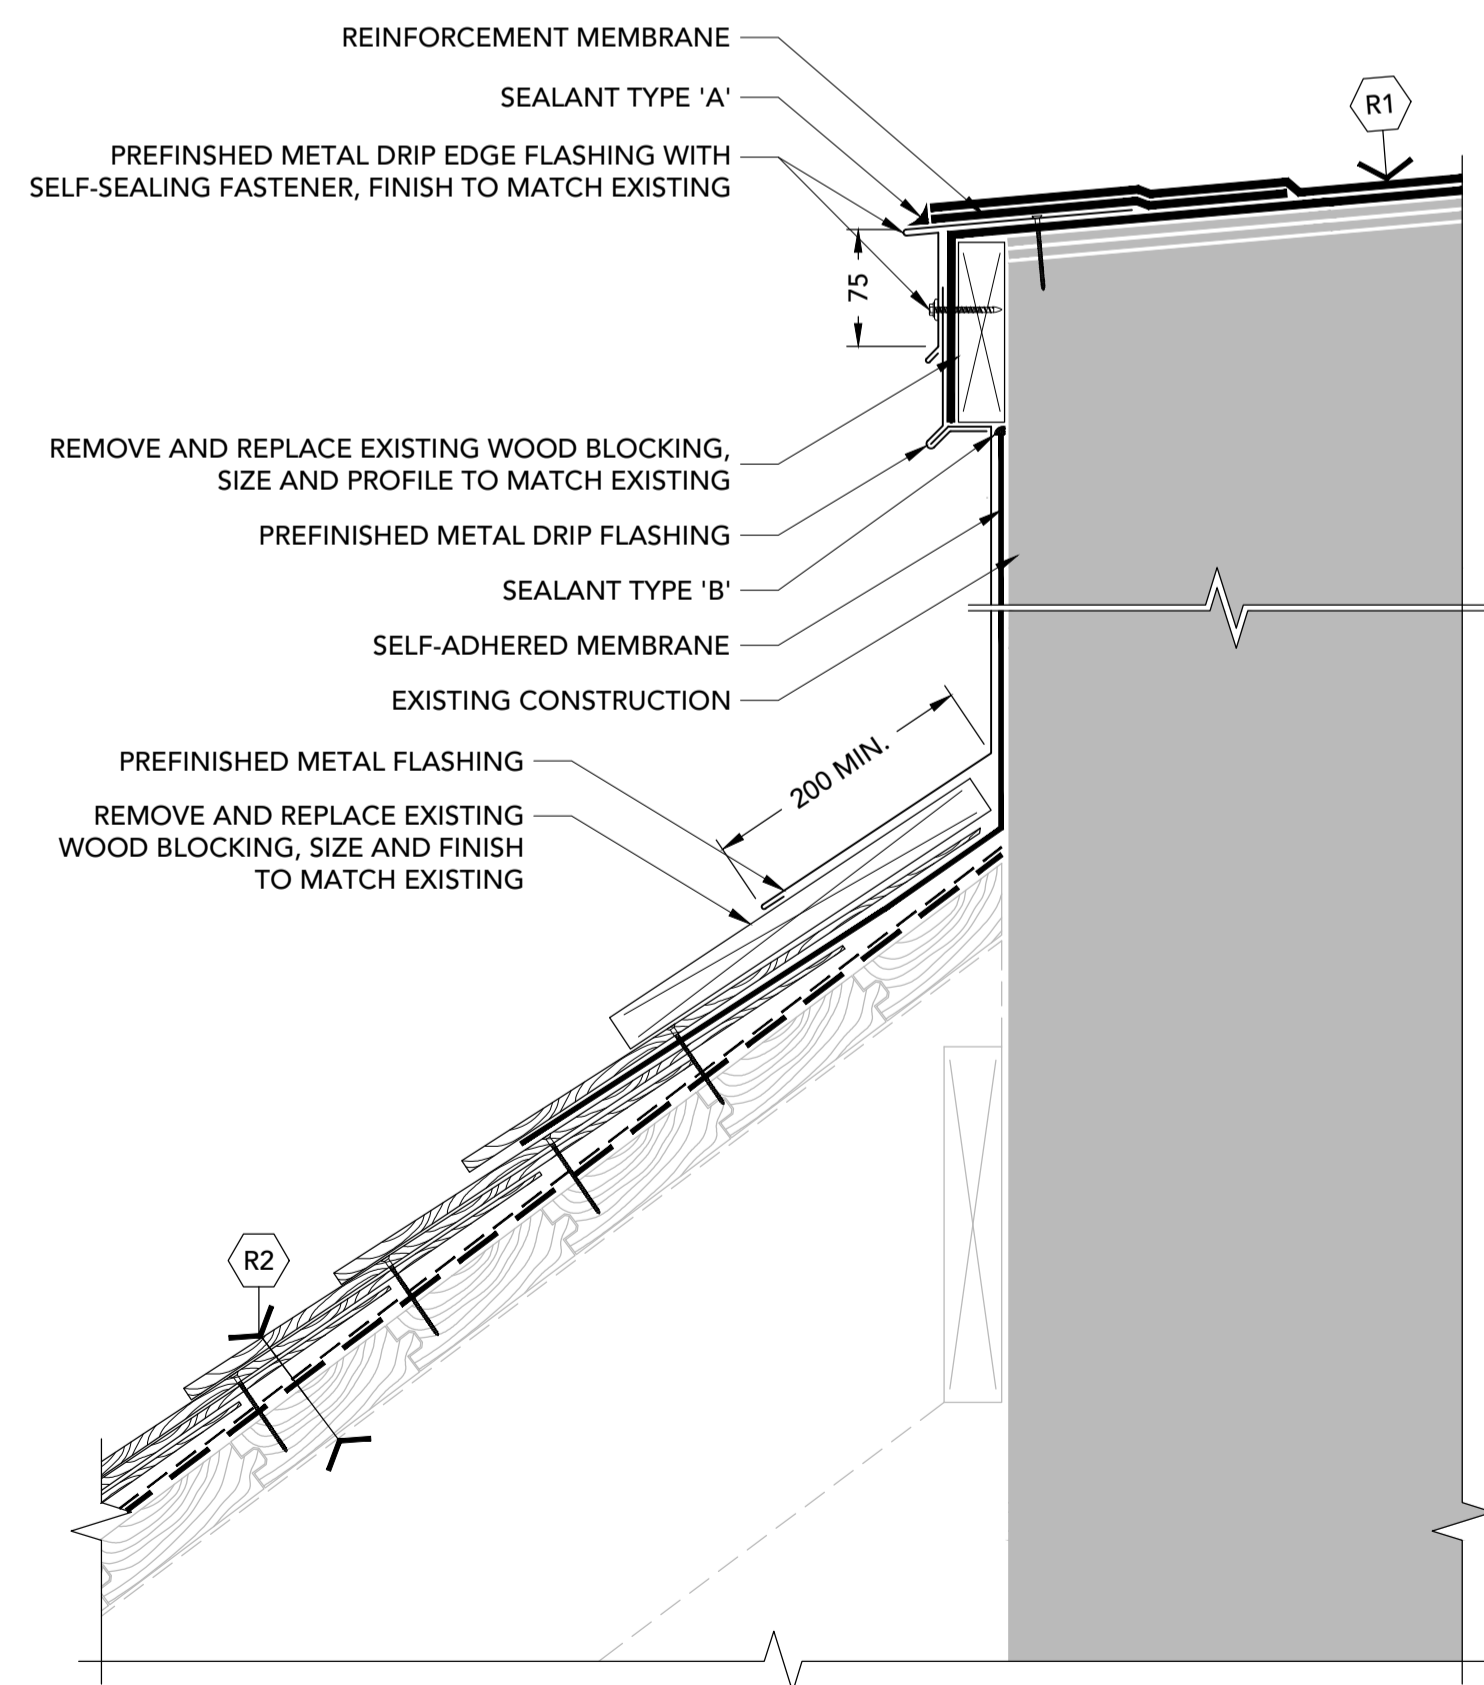 REINFORCEMENT MEMBRANE
SEALANT TYPE 'A'
PREFINSHED METAL DRIP EDGE FLASHING WITH
SELF-SEALING FASTENER, FINISH TO MATCH EXISTING
R1
75
REMOVE AND REPLACE EXISTING WOOD BLOCKING,
SIZE AND PROFILE TO MATCH EXISTING
PREFINISHED METAL DRIP FLASHING
SEALANT TYPE 'B'
SELF-ADHERED MEMBRANE
EXISTING CONSTRUCTION
200 MIN.
PREFINISHED METAL FLASHING
REMOVE AND REPLACE EXISTING
WOOD BLOCKING, SIZE AND FINISH
TO MATCH EXISTING
R2